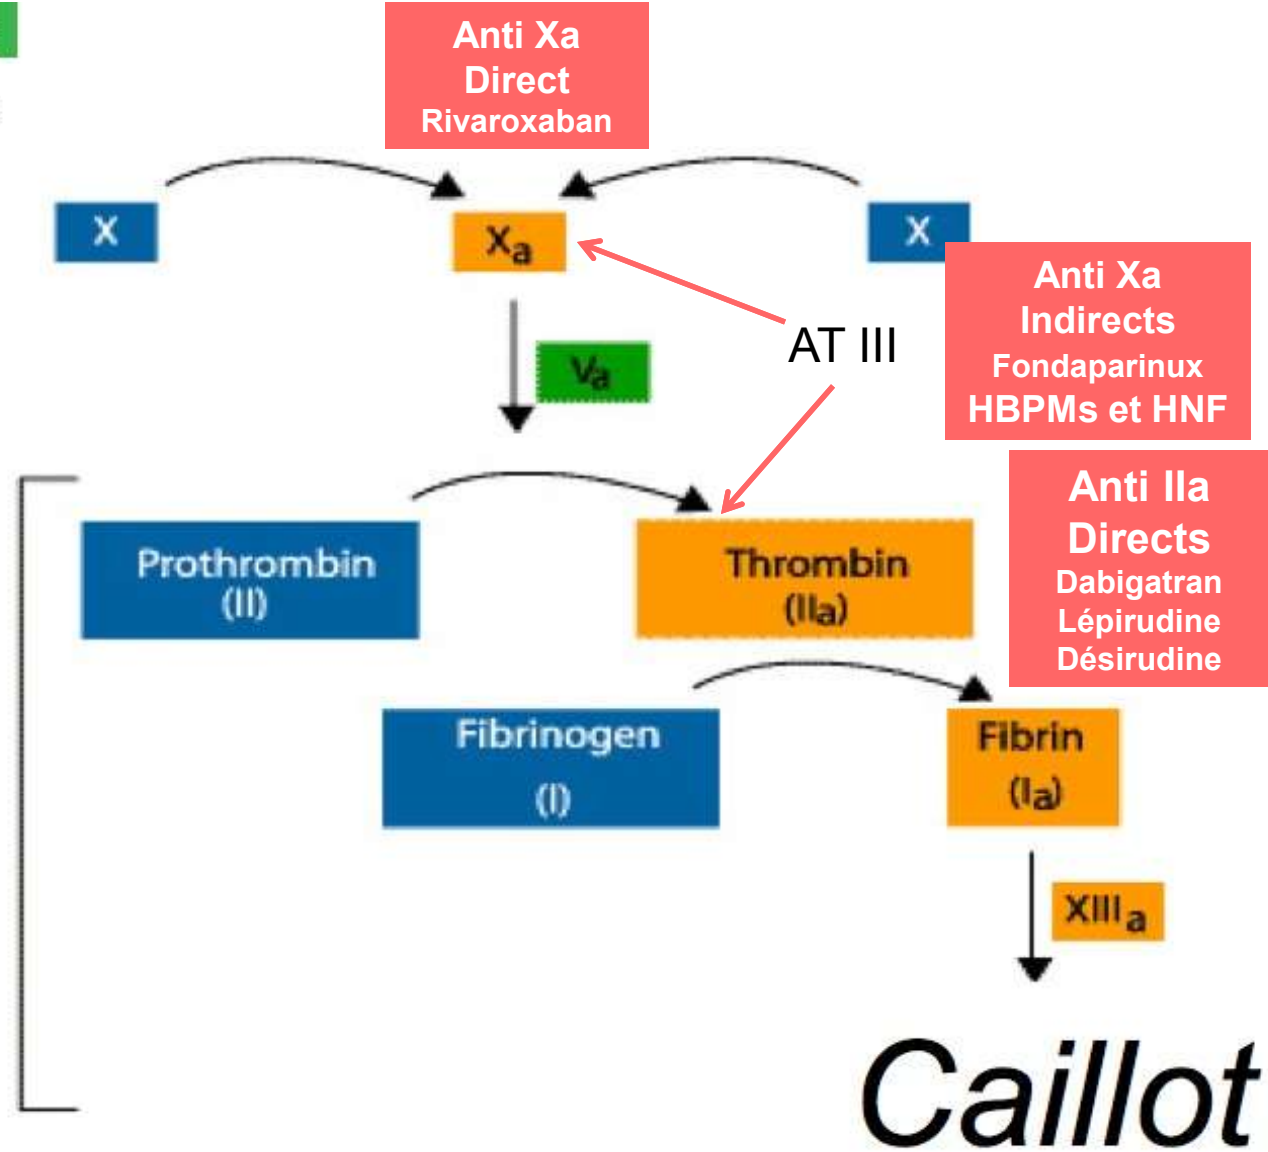 Anti Xa
Direct
Rivaroxaban
X
Xa
X
Anti Xa
Indirects
Fondaparinux
HBPMs et HNF
AT III
Va
Anti IIa
Directs
Dabigatran
Lépirudine
Désirudine
Prothrombin
(II)
Thrombin
(IIa)
Fibrinogen
(I)
Fibrin
(Ia)
XIIIa
Caillot